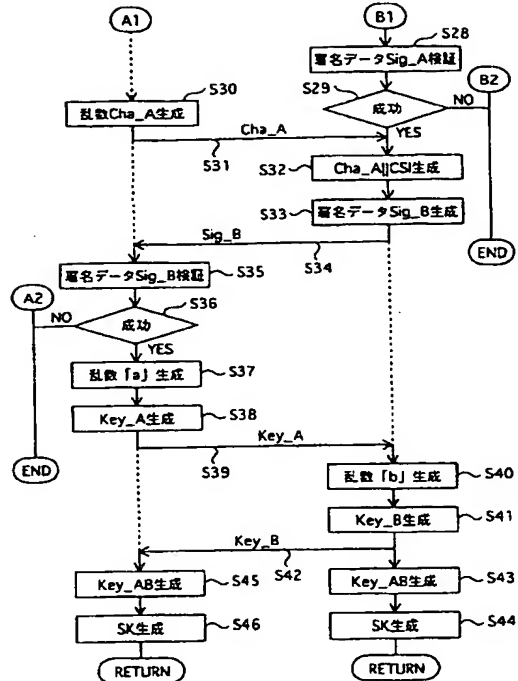 A1
B1
S28
署名データSig_A検証
S30
S29
B2
乱数Cha_A生成
成功
NO
Cha_A
YES
S31
S32
Cha_A||CSI生成
S33
署名データSig_B生成
Sig_B
S34
END
署名データSig_B検証
S35
A2
S36
NO
成功
YES
乱数「a」生成
S37
Key_A生成
S38
Key_A
END
S39
乱数「b」生成
S40
Key_B生成
S41
Key_B
S42
Key_AB生成
S45
Key_AB生成
S43
SK生成
S46
SK生成
S44
RETURN
RETURN